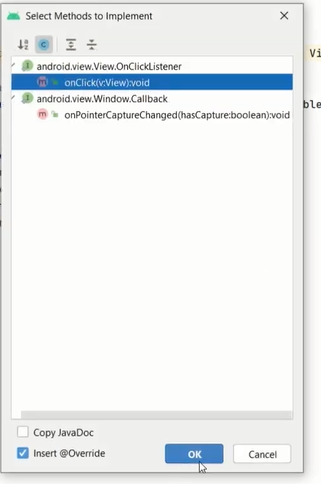 Select Methods to Implement
Vi
android.view.View.OnClickListener
onClick(v:View):void
android.view.Window.Callback
ble
onPointerCaptureChanged(hasCapture:boolean):void
Copy JavaDoc
Insert @Override
OK
Cancel